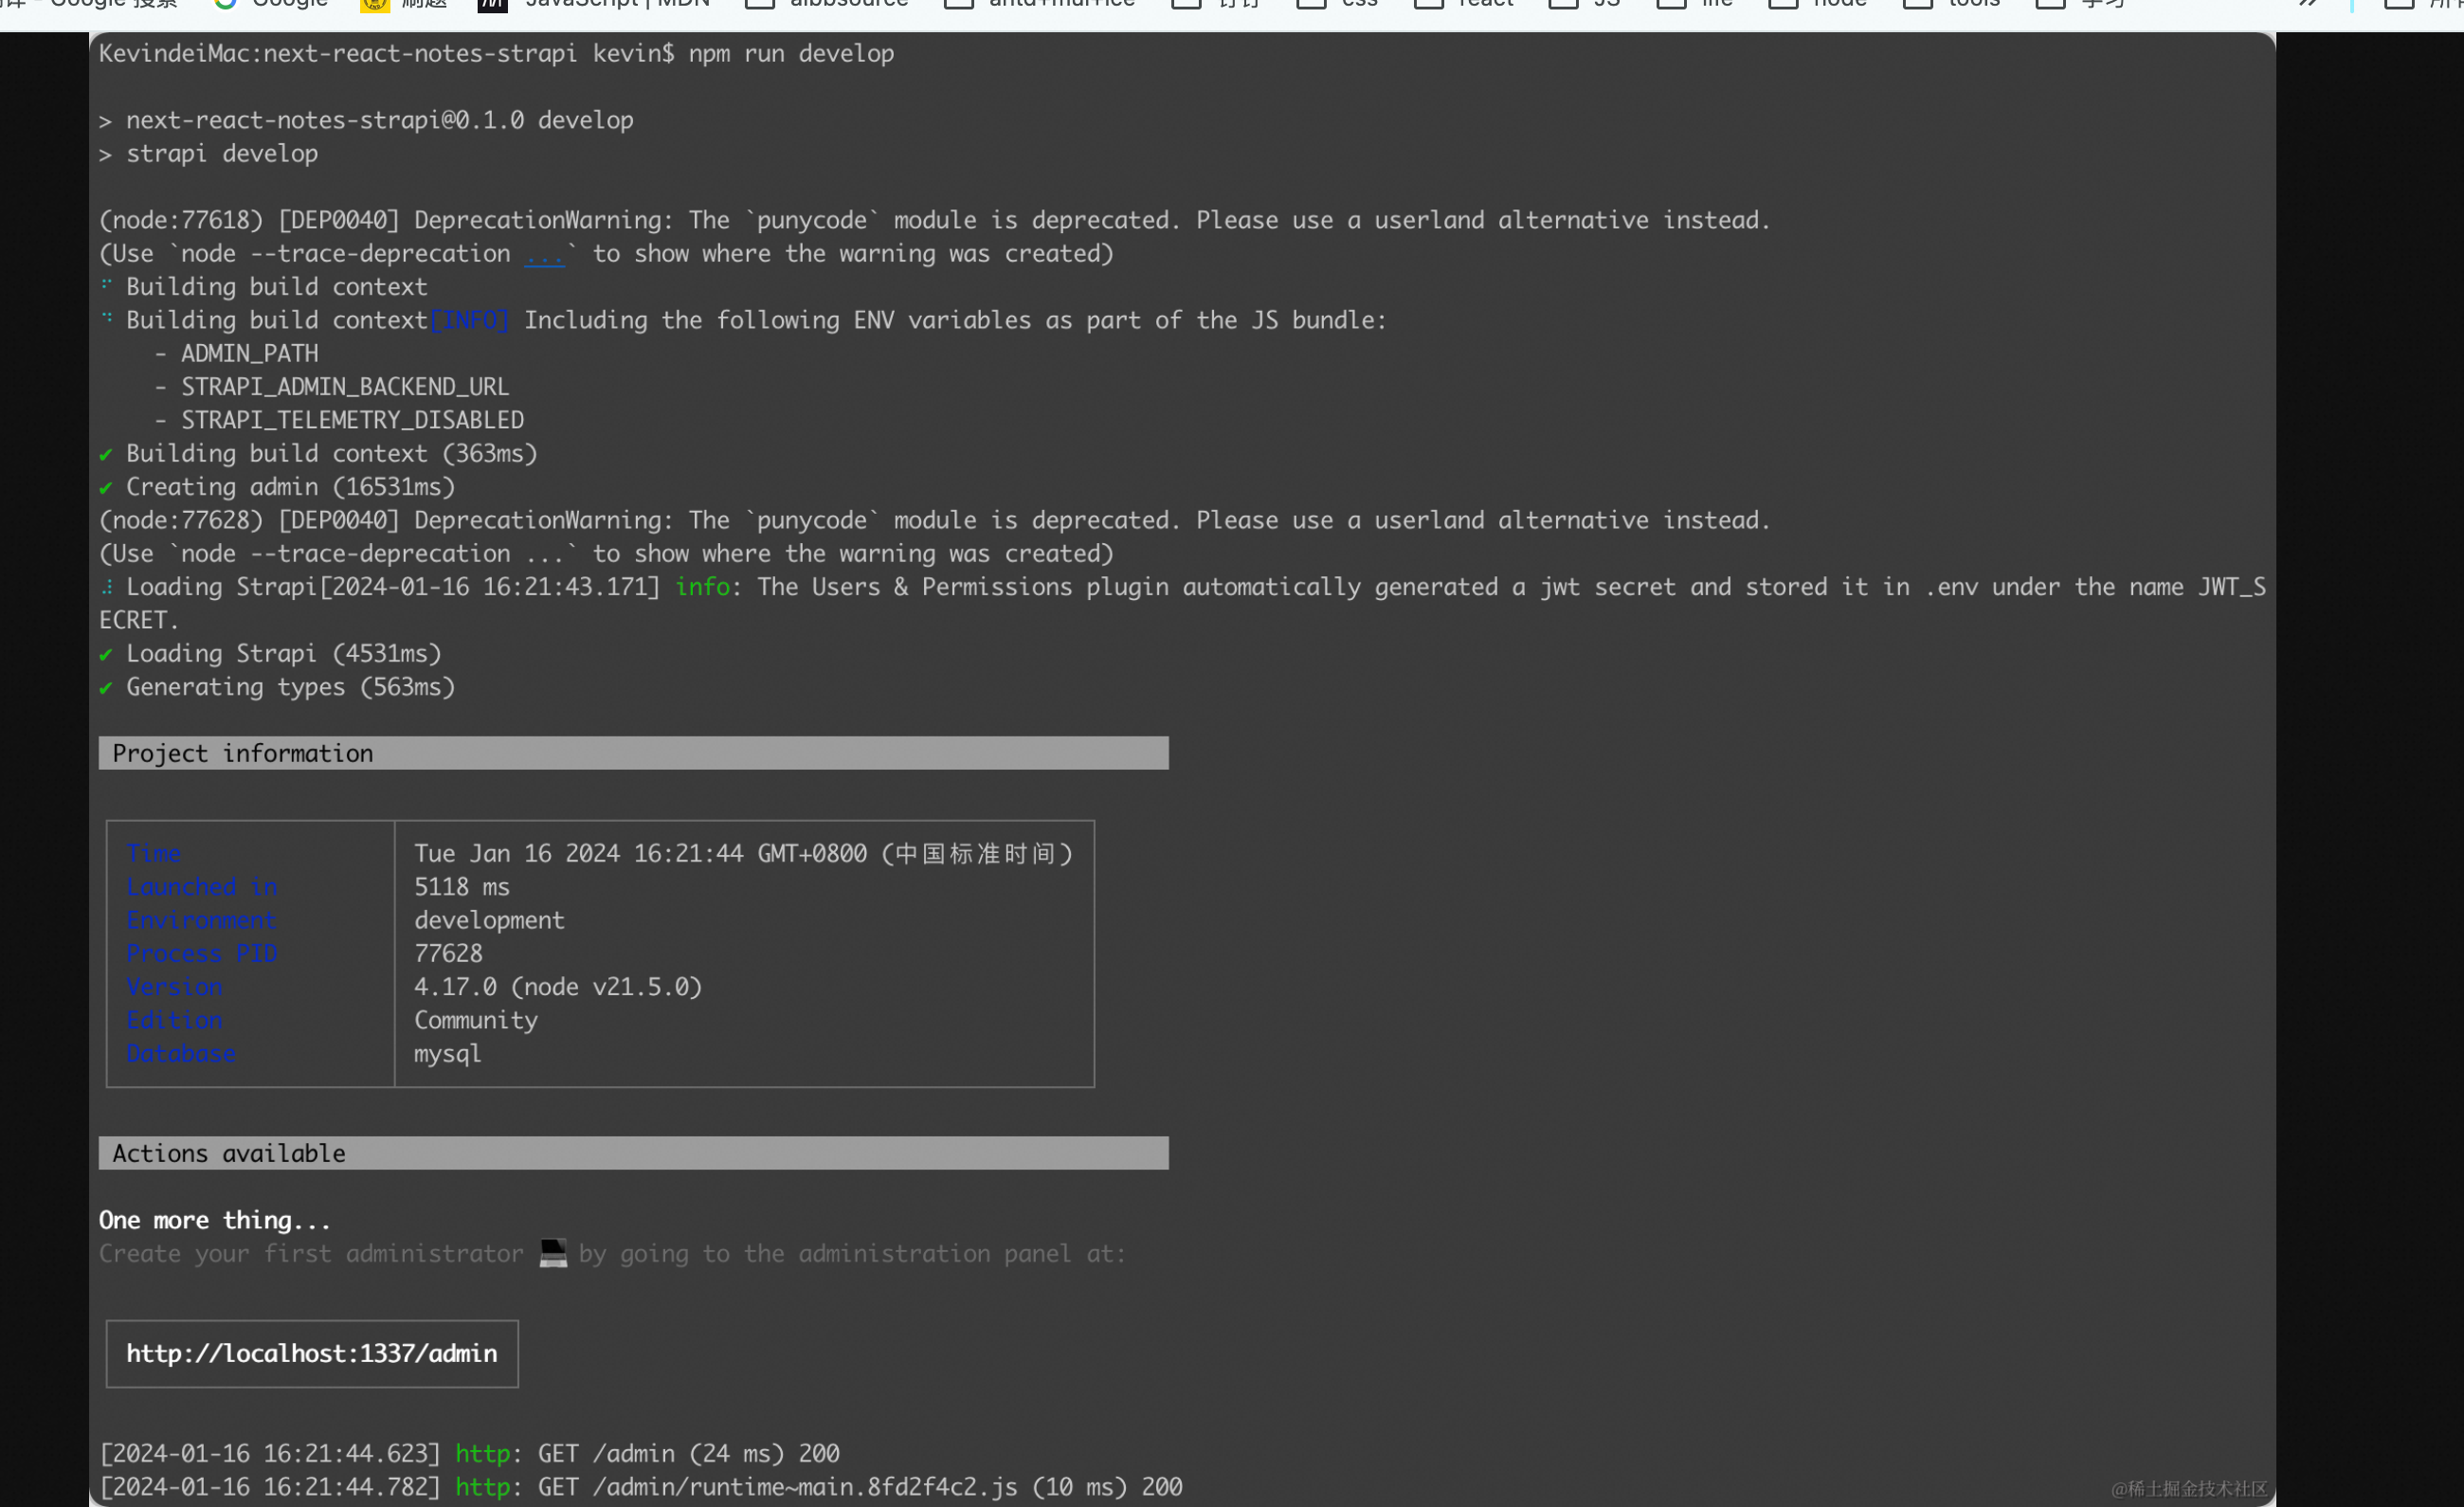 Google
JavaScript | MDN
KevindeiMac:next-react-notes-strapi kevin$ npm run develop
> next-react-notes-strapi@0.1.0 develop
> strapi develop
(node:77618) [DEP0040] DeprecationWarning: The `punycode` module is deprecated. Please use a userland alternative instead.
(Use `node --trace-deprecation ...` to show where the warning was created)
Building build context
Building build context[INFO] Including the following ENV variables as part of the JS bundle:
- ADMIN_PATH
- STRAPI_ADMIN_BACKEND_URL
- STRAPI_TELEMETRY_DISABLED
✔ Building build context (363ms)
✔ Creating admin (16531ms)
(node:77628) [DEP0040] DeprecationWarning: The `punycode` module is deprecated. Please use a userland alternative instead.
(Use `node --trace-deprecation ...` to show where the warning was created)
Loading Strapi[2024-01-16 16:21:43.171] info: The Users & Permissions plugin automatically generated a jwt secret and stored it in .env under the name JWT_S
ECRET.
✔ Loading Strapi (4531ms)
✔ Generating types (563ms)
Project information
Time Tue Jan 16 2024 16:21:44 GMT+0800 (中国标准时间)
Launched in 5118 ms
Environment development
Process PID 77628
Version 4.17.0 (node v21.5.0)
Edition Community
Database mysql
Actions available
One more thing...
Create your first administrator 💻 by going to the administration panel at:
http://localhost:1337/admin
[2024-01-16 16:21:44.623] http: GET /admin (24 ms) 200
[2024-01-16 16:21:44.782] http: GET /admin/runtime~main.8fd2f4c2.js (10 ms) 200
@稀土掘金技术社区